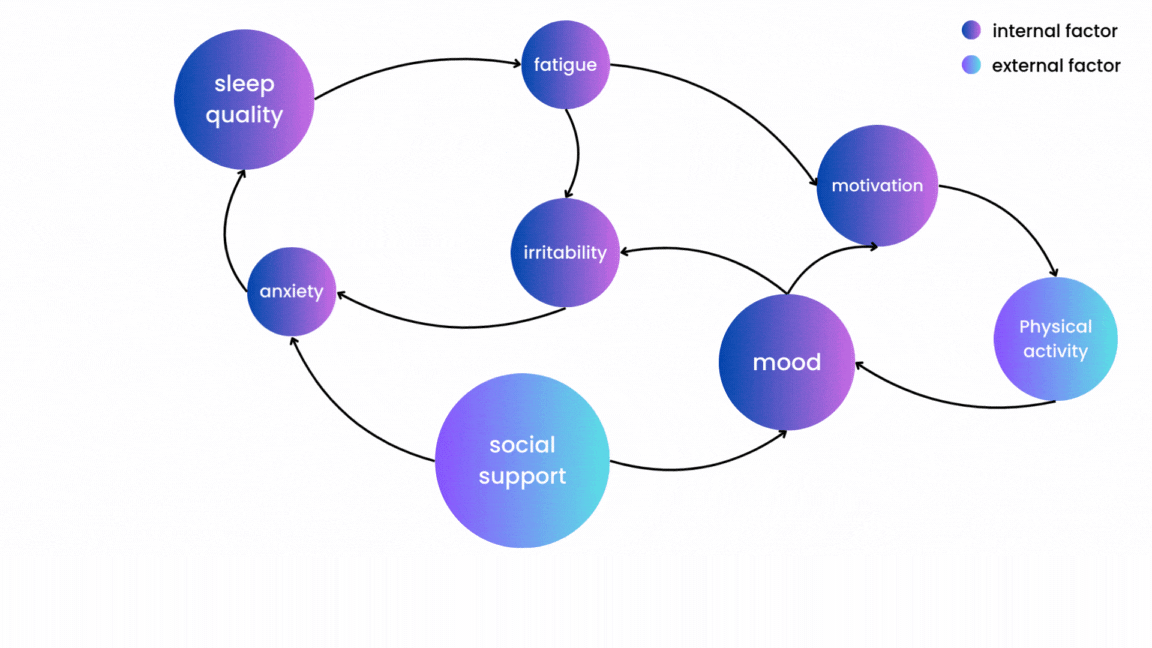 sleep
quality
fatigue
internal factor
external factor
motivation
irritability
anxiety
Physical
activity
mood
social
support